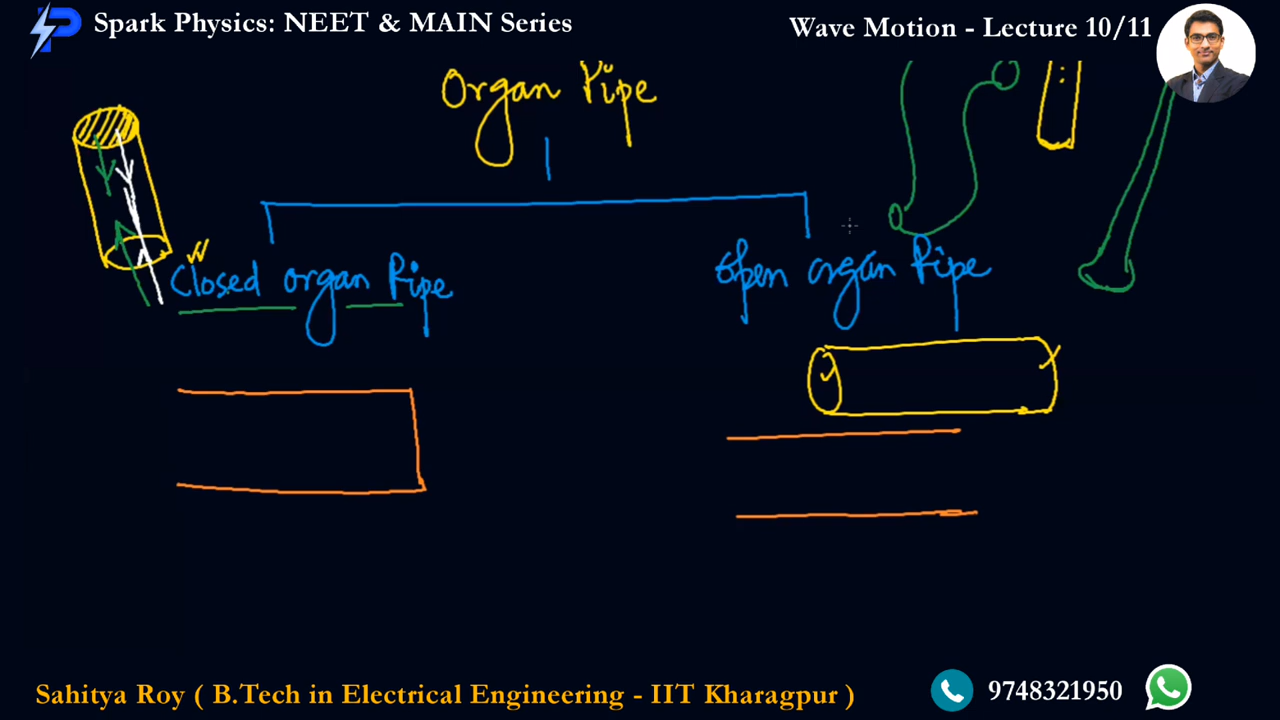 Spark Physics: NEET & MAIN Series
Wave Motion - Lecture 10/11
Organ Pipe
Closed organ Pipe
Open organ Pipe
Sahitya Roy ( B.Tech in Electrical Engineering - IIT Kharagpur )
9748321950